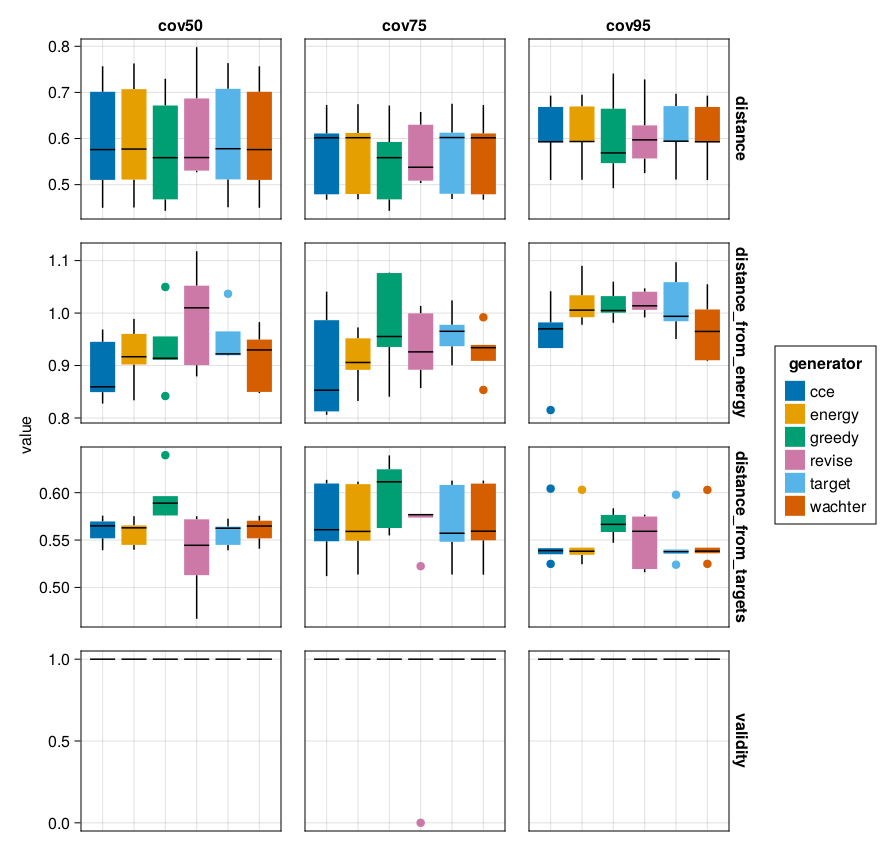 cov50 cov75 cov95
0.8
0.7
0.6
0.5
distance
1.1
1.0
0.9
0.8
distance_from_energy
value
0.60
0.55
0.50
distance_from_targets
1.0
0.5
0.0
validity
generator
cce
energy
greedy
revise
target
wachter